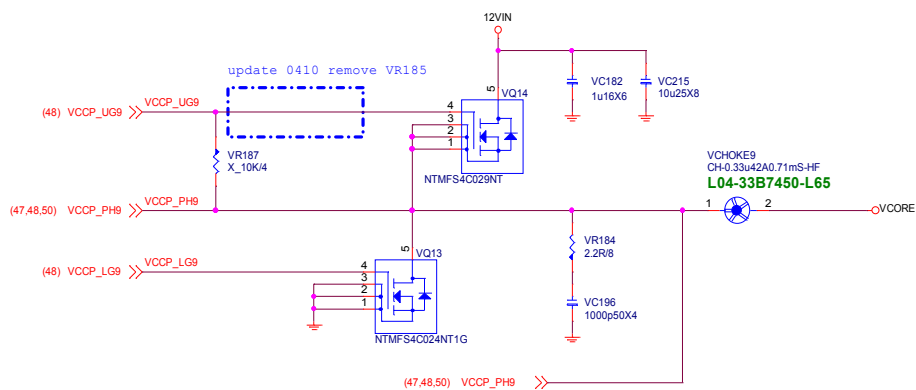 12VIN
update 0410 remove VR185
VC182
1u16X6
VC215
10u25X8
5
VQ14
(48) VCCP_UG9
VCCP_UG9
4
3
2
1
VR187
X_10K/4
NTMFS4C029NT
VCHOKE9
CH-0.33u42A0.71mS-HF
L04-33B7450-L65
(47,48,50) VCCP_PH9
VCCP_PH9
1
2
VCORE
5
VQ13
VR184
2.2R/8
(48) VCCP_LG9
VCCP_LG9
4
3
2
1
VC196
1000p50X4
NTMFS4C024NT1G
(47,48,50) VCCP_PH9